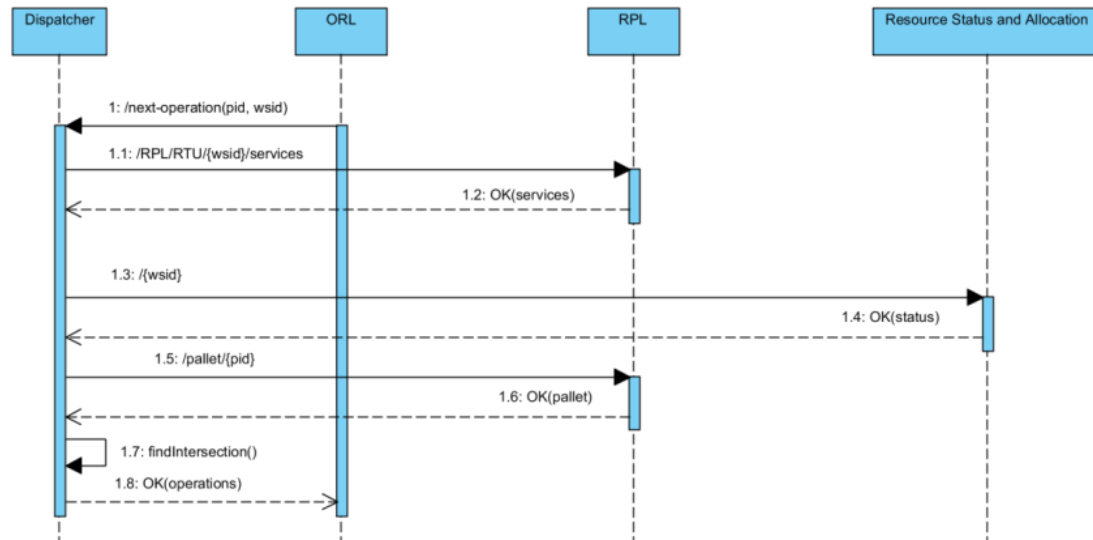 Dispatcher
ORL
RPL
Resource Status and Allocation
1: /next-operation(pid, wsid)
1.1: /RPL/RTU/{wsid}/services
1.2: OK(services)
1.3: /{wsid}
1.4: OK(status)
1.5: /pallet/{pid}
1.6: OK(pallet)
1.7: findIntersection()
1.8: OK(operations)